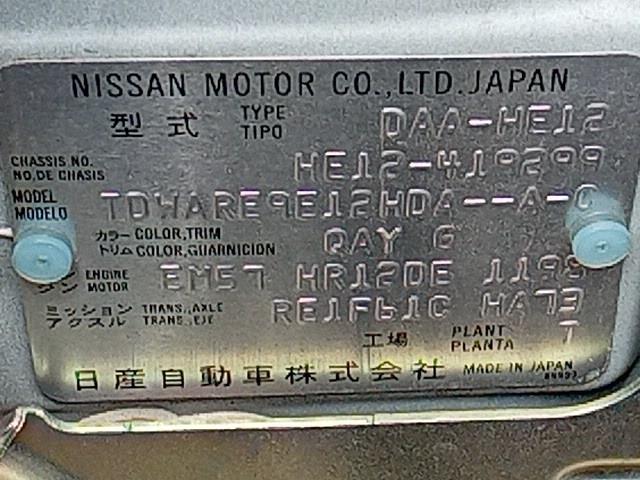 NISSAN MOTOR CO.,LTD.JAPAN
型式 TYPE TIPO DAA-HE12
CHASSIS NO. NO,DE CHASIS HE12-419299
MODEL MODELO TDWARE9E12HDA--A-C
カラー COLOR,TRIM トリム COLOR,GUARNICION QAY G
ENGINE MOTOR EM57 HR12DE 1198
ミッション TRANS.,AXLE アクスル TRANS.,EJE RE1F61C HA73
工場 PLANT PLANTA T
日産自動車株式会社 MADE IN JAPAN